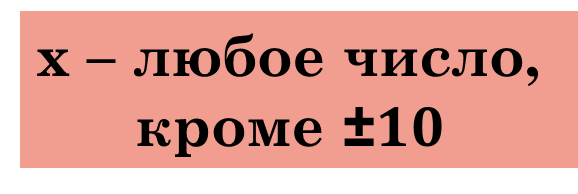 х – любое число,
кроме ±10